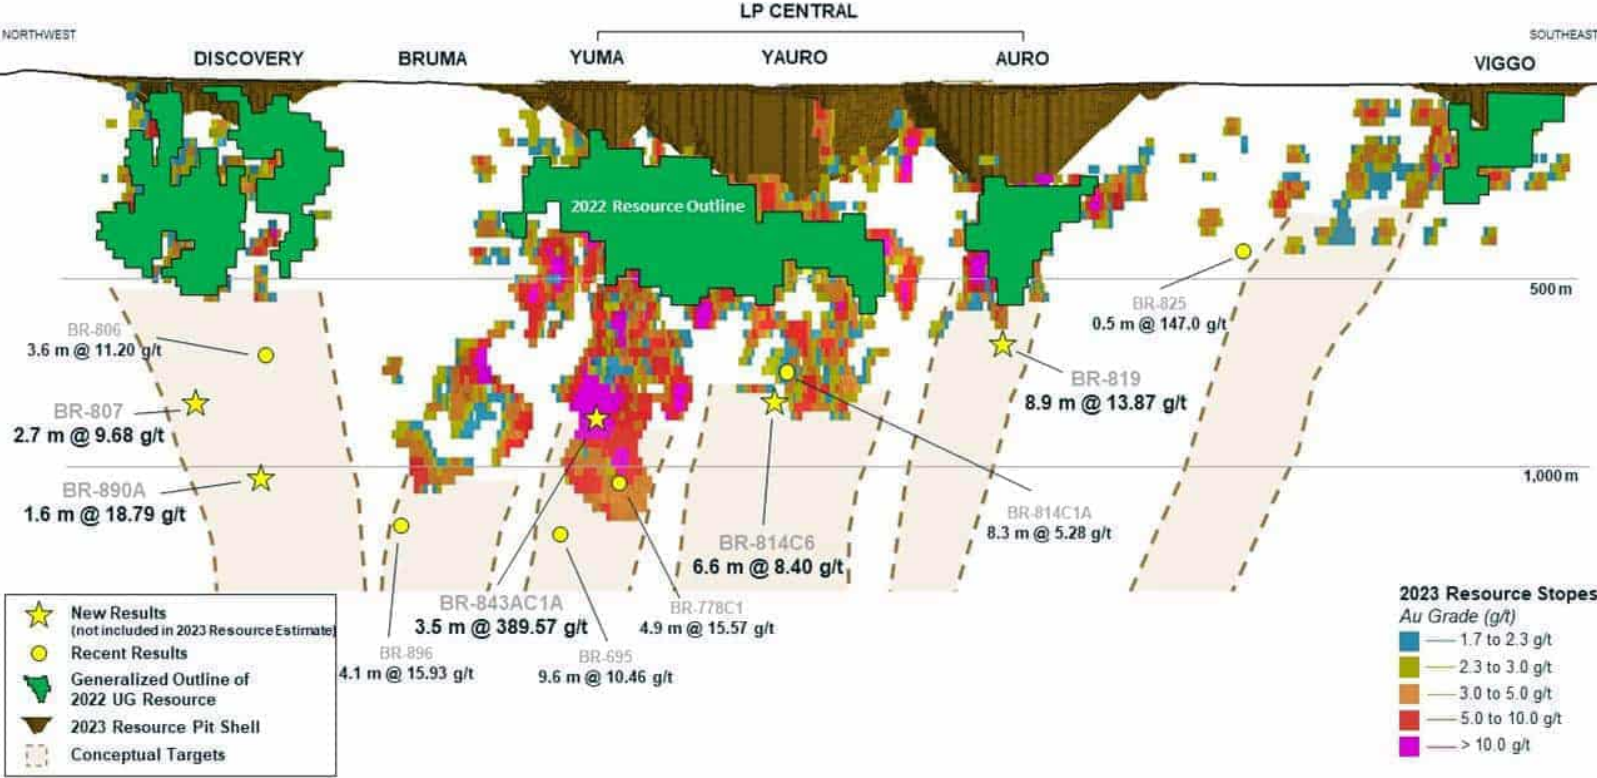 LP CENTRAL
NORTHWEST
SOUTHEAST
DISCOVERY
BRUMA
YUMA
YAURO
AURO
VIGGO
2022 Resource Outline
500 m
BR-825
0.5 m @ 147.0 g/t
BR-806
3.6 m @ 11.20 g/t
BR-819
8.9 m @ 13.87 g/t
BR-807
2.7 m @ 9.68 g/t
1,000 m
BR-890A
1.6 m @ 18.79 g/t
BR-814C1A
8.3 m @ 5.28 g/t
BR-814C6
6.6 m @ 8.40 g/t
BR-843AC1A
3.5 m @ 389.57 g/t
BR-778C1
4.9 m @ 15.57 g/t
BR-896
4.1 m @ 15.93 g/t
BR-695
9.6 m @ 10.46 g/t
New Results
(not included in 2023 Resource Estimate)
Recent Results
Generalized Outline of
2022 UG Resource
2023 Resource Pit Shell
Conceptual Targets
2023 Resource Stopes
Au Grade (g/t)
1.7 to 2.3 g/t
2.3 to 3.0 g/t
3.0 to 5.0 g/t
5.0 to 10.0 g/t
> 10.0 g/t